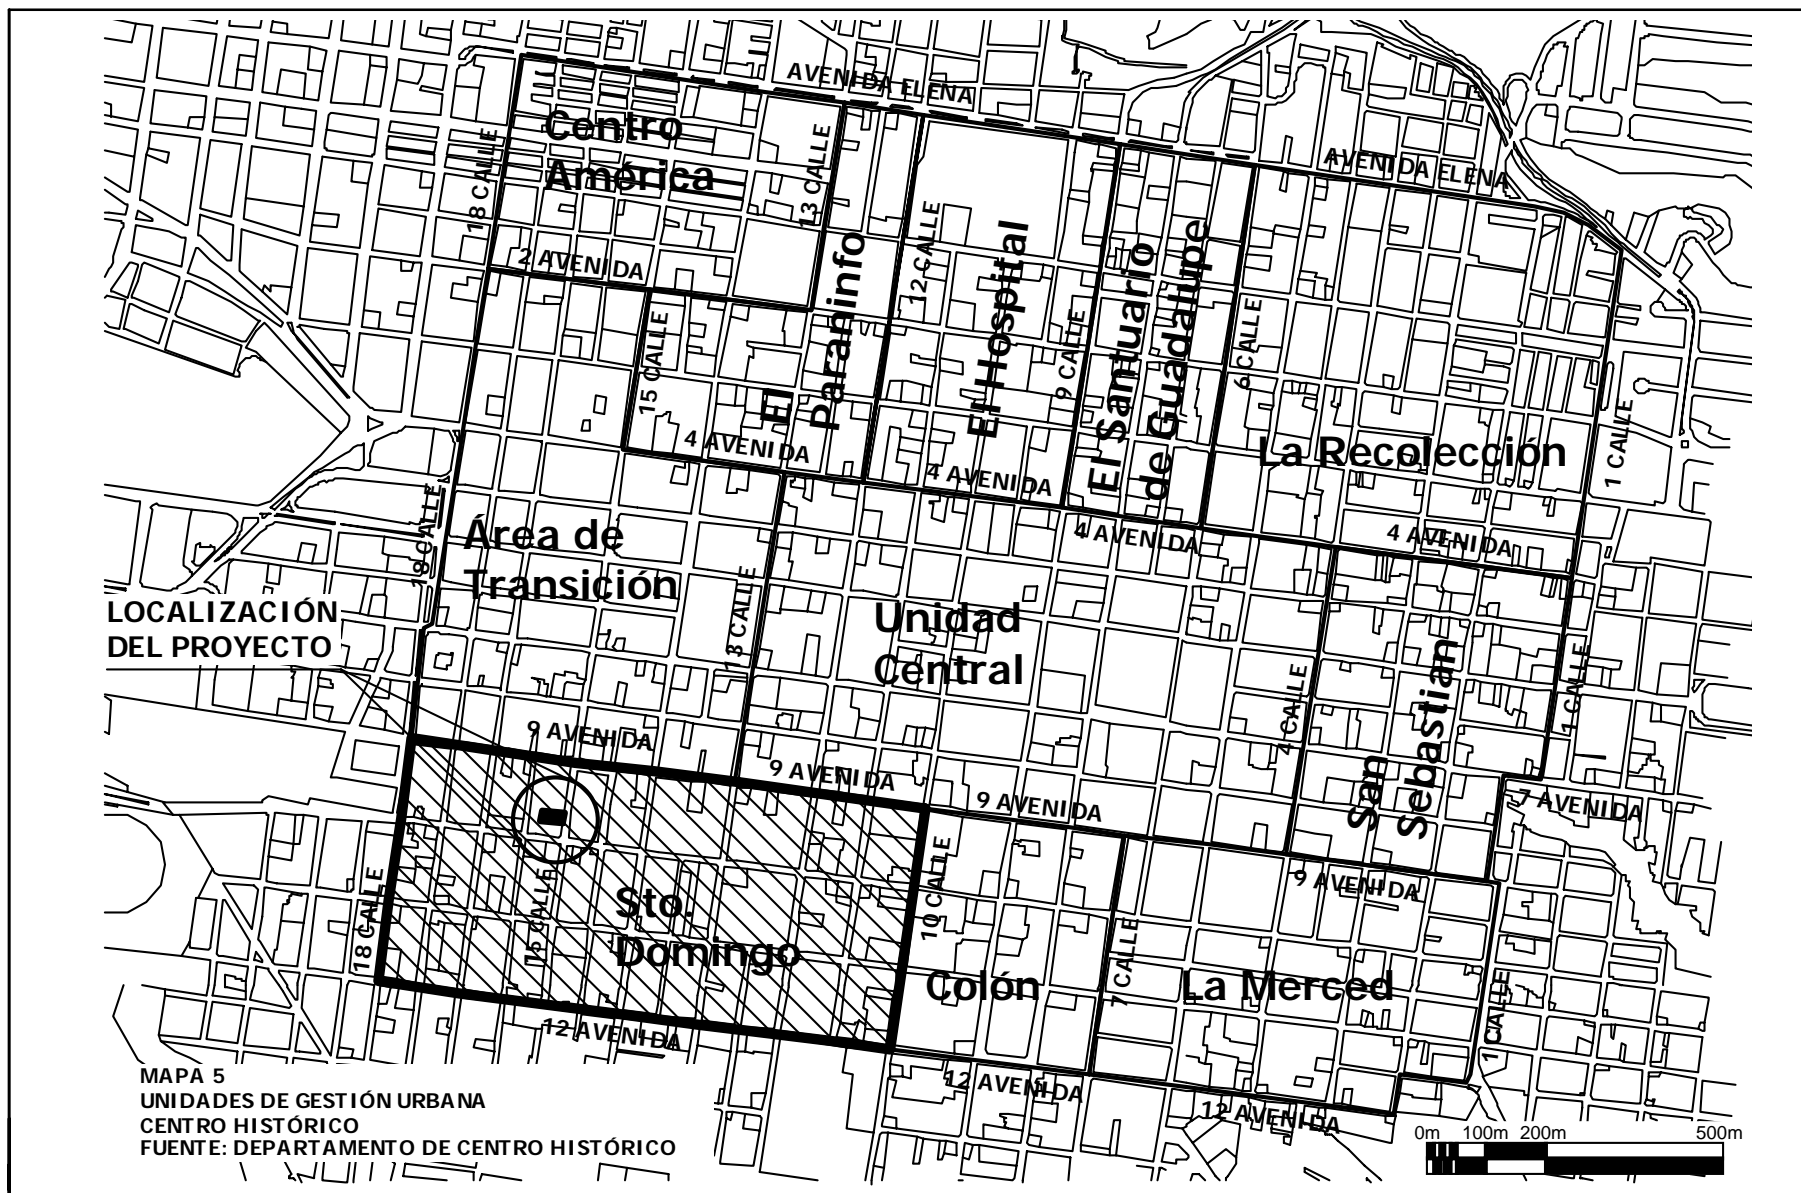 AVENIDA ELENA
Centro
América
18 CALLE
13 CALLE
AVENIDA ELENA
2 AVENIDA
12 CALLE
El
Paraninfo
El Hospital
El Santuario
de Guadalupe
15 CALLE
9 CALLE
6 CALLE
La Recolección
1 CALLE
4 AVENIDA
4 AVENIDA
4 AVENIDA
4 AVENIDA
18 CALLE
Área de
Transición
13 CALLE
Unidad
Central
LOCALIZACIÓN
DEL PROYECTO
4 CALLE
San
Sebastian
1 CALLE
9 AVENIDA
9 AVENIDA
9 AVENIDA
7 AVENIDA
9 AVENIDA
18 CALLE
15 CALLE
Sto.
Domingo
10 CALLE
Colón
7 CALLE
La Merced
1 CALLE
12 AVENIDA
12 AVENIDA
12 AVENIDA
MAPA 5
UNIDADES DE GESTIÓN URBANA
CENTRO HISTÓRICO
FUENTE: DEPARTAMENTO DE CENTRO HISTÓRICO
0m 100m 200m 500m